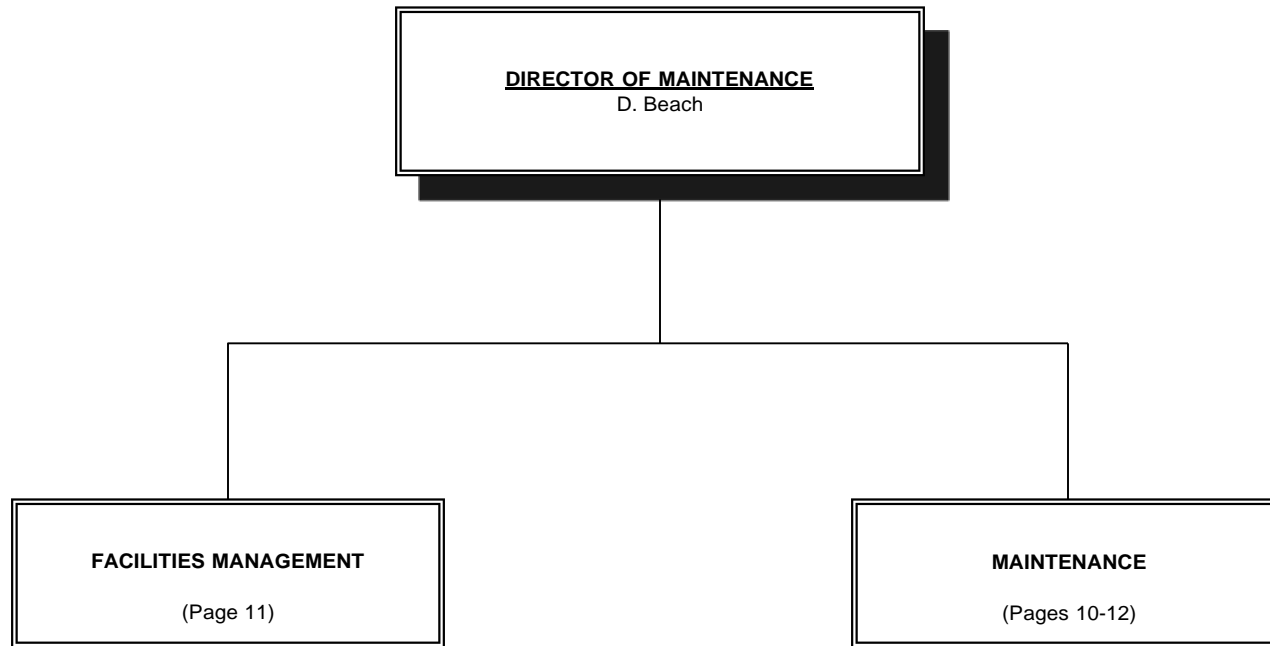 DIRECTOR OF MAINTENANCE
D. Beach
FACILITIES MANAGEMENT
(Page 11)
MAINTENANCE
(Pages 10-12)